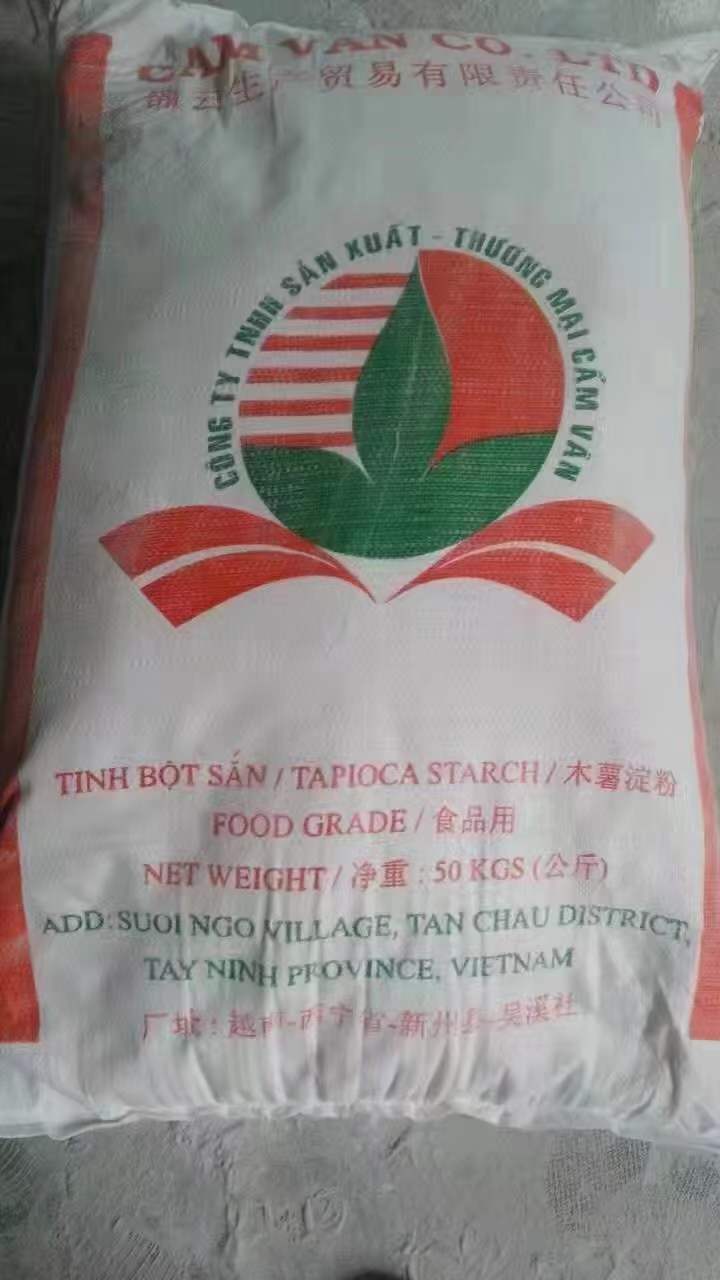 CAM VAN CO. LTD
锦云生产贸易有限责任公司
CÔNG TY TNHH SẢN XUẤT - THƯƠNG MẠI CẨM VÂN
TINH BỘT SẮN / TAPIOCA STARCH / 木薯淀粉
FOOD GRADE / 食品用
NET WEIGHT / 净重 : 50 KGS (公斤)
ADD: SUOI NGO VILLAGE, TAN CHAU DISTRICT,
TAY NINH PROVINCE, VIETNAM
厂址 : 越南-西宁省-新州县-吴溪社